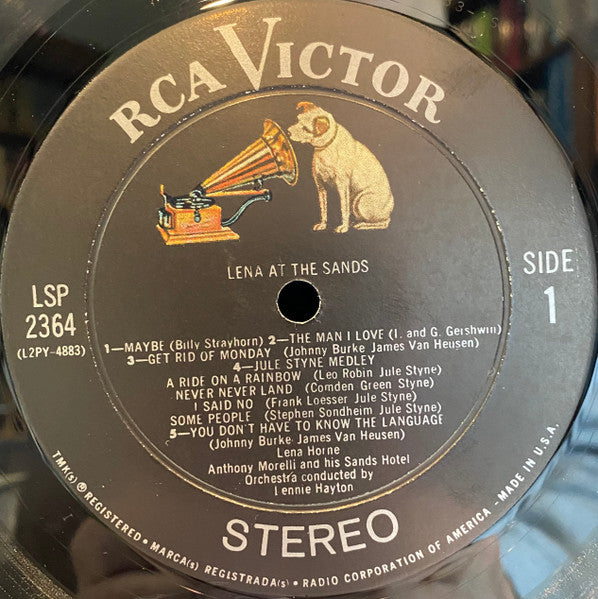 RCA VICTOR
LENA AT THE SANDS
SIDE
1
LSP
2364
(L2PY-4883)
1—MAYBE (Billy Strayhorn) 2—THE MAN I LOVE (I. and G. Gershwin)
3—GET RID OF MONDAY (Johnny Burke James Van Heusen)
4—JULE STYNE MEDLEY
A RIDE ON A RAINBOW (Leo Robin Jule Styne)
NEVER NEVER LAND (Comden Green Styne)
I SAID NO (Frank Loesser Jule Styne)
SOME PEOPLE (Stephen Sondheim Jule Styne)
5—YOU DON'T HAVE TO KNOW THE LANGUAGE
(Johnny Burke James Van Heusen)
Lena Horne
Anthony Morelli and his Sands Hotel
Orchestra conducted by
Lennie Hayton
STEREO
TMK(s) ® REGISTERED • MARCA(s) REGISTRADA(s) • RADIO CORPORATION OF AMERICA - MADE IN U.S.A.